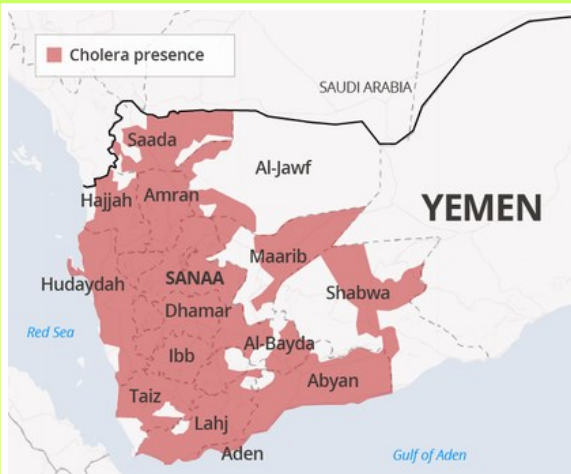 Cholera presence
SAUDI ARABIA
Saada
Al-Jawf
Hajjah
Amran
YEMEN
Maarib
Hudaydah
SANAA
Shabwa
Dhamar
Red Sea
Al-Bayda
Ibb
Abyan
Taiz
Lahj
Aden
Gulf of Aden